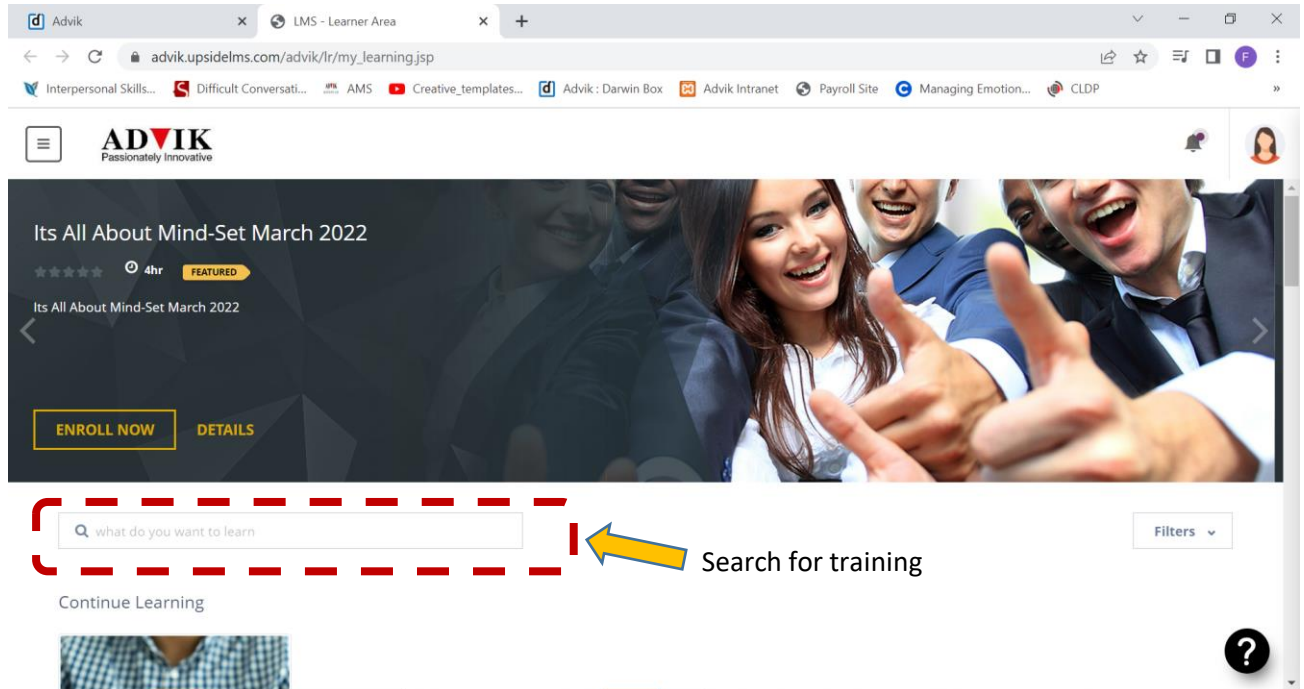 d Advik
LMS - Learner Area
advik.upsidelms.com/advik/lr/my_learning.jsp
F
Interpersonal Skills... Difficult Conversati... AMS Creative_templates... d Advik : Darwin Box Advik Intranet Payroll Site Managing Emotion... CLDP »
ADVIK
Passionately Innovative
Its All About Mind-Set March 2022
4hr FEATURED
Its All About Mind-Set March 2022
ENROLL NOW DETAILS
what do you want to learn
Filters
Search for training
Continue Learning
?